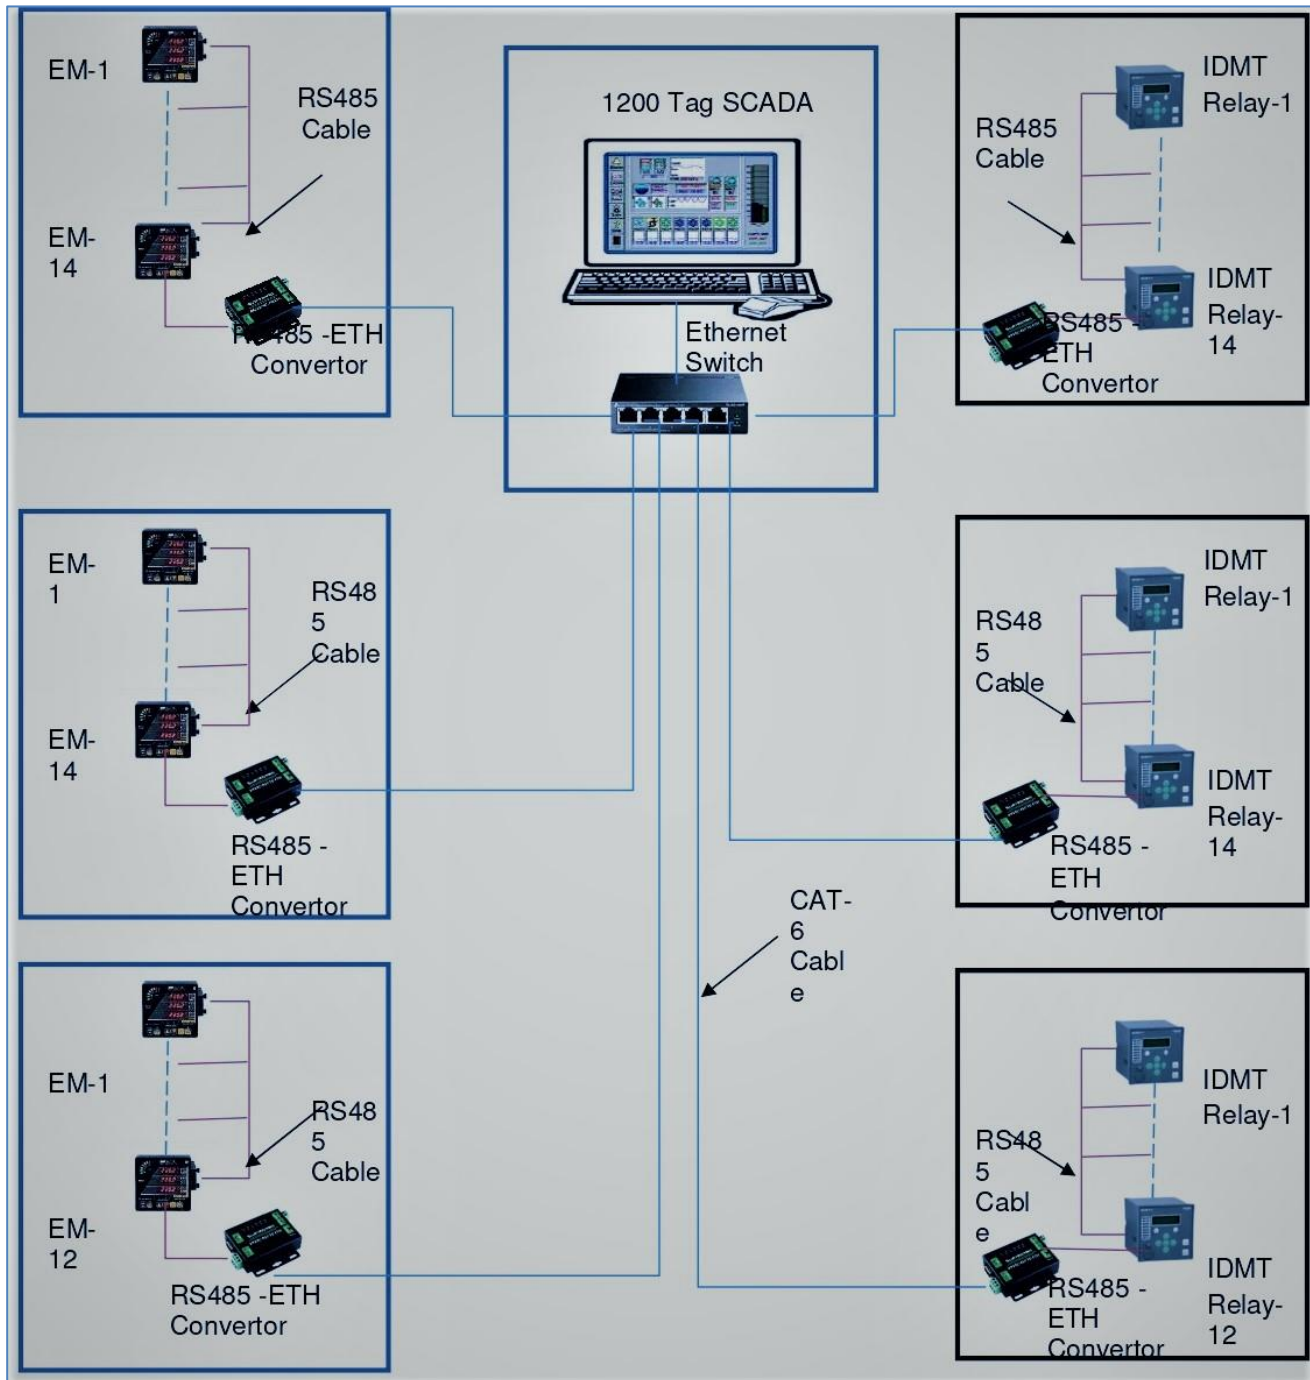 EM-1
RS485
Cable
EM-
14
RS485 -ETH
Convertor
1200 Tag SCADA
Ethernet
Switch
IDMT
Relay-1
RS485
Cable
IDMT
Relay-
14
RS485 -
ETH
Convertor
EM-
1
RS48
5
Cable
EM-
14
RS485 -
ETH
Convertor
IDMT
Relay-1
RS48
5
Cable
IDMT
Relay-
14
RS485 -
ETH
Convertor
CAT-
6
Cabl
e
EM-1
RS48
5
Cable
EM-
12
RS485 -ETH
Convertor
IDMT
Relay-1
RS48
5
Cabl
e
IDMT
Relay-
12
RS485 -
ETH
Convertor